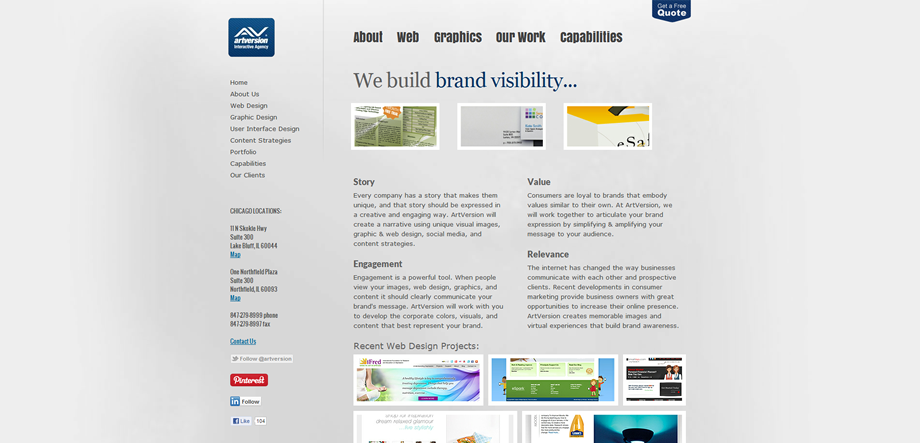 Get a Free
Quote
artversion
Interactive Agency
About Web Graphics Our Work Capabilities
We build brand visibility...
Home
About Us
Web Design
Graphic Design
User Interface Design
Content Strategies
Portfolio
Capabilities
Our Clients
CHICAGO LOCATIONS:
11 N Skokie Hwy
Suite 300
Lake Bluff, IL 60044
Map
One Northfield Plaza
Suite 300
Northfield, IL 60093
Map
847-279-8999 phone
847-279-8997 fax
Contact Us
Follow @artversion
Pinterest
in Follow
Like 104
Story
Every company has a story that makes them
unique, and that story should be expressed in
a creative and engaging way. ArtVersion will
create a narrative using unique visual images,
graphic & web design, social media, and
content strategies.
Engagement
Engagement is a powerful tool. When people
view your images, web design, graphics, and
content it should clearly communicate your
brand's message. ArtVersion will work with you
to develop the corporate colors, visuals, and
content that best represent your brand.
Value
Consumers are loyal to brands that embody
values similar to their own. At ArtVersion, we
will work together to articulate your brand
expression by simplifying & amplifying your
message to your audience.
Relevance
The internet has changed the way businesses
communicate with each other and prospective
clients. Recent developments in consumer
marketing provide business owners with great
opportunities to increase their online presence.
ArtVersion creates memorable images and
virtual experiences that build brand awareness.
Recent Web Design Projects: